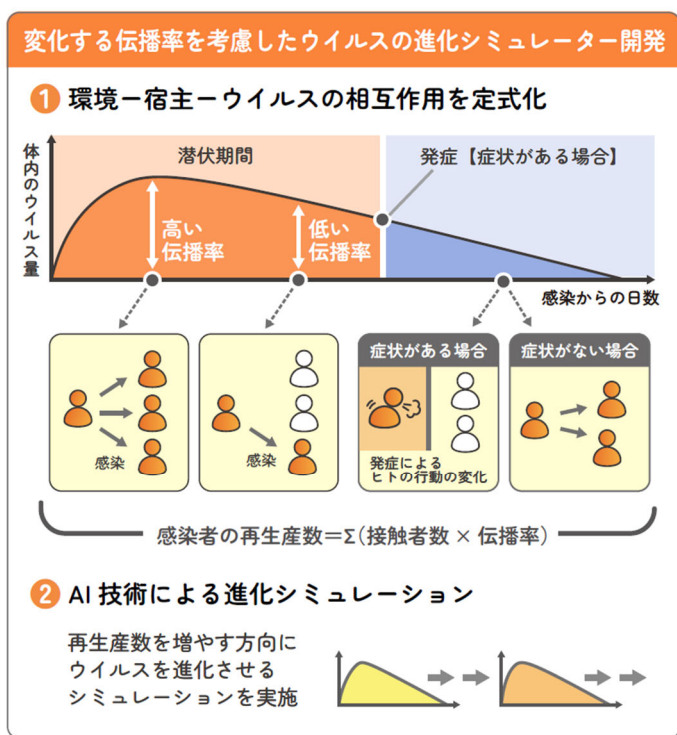 変化する伝播率を考慮したウイルスの進化シミュレーター開発
1 環境ー宿主ーウイルスの相互作用を定式化
体内のウイルス量
潜伏期間
発症【症状がある場合】
高い
伝播率
低い
伝播率
感染からの日数
感染
感染
症状がある場合
発症による
ヒトの行動の変化
症状がない場合
感染者の再生産数=Σ(接触者数 × 伝播率)
2 AI 技術による進化シミュレーション
再生産数を増やす方向に
ウイルスを進化させる
シミュレーションを実施